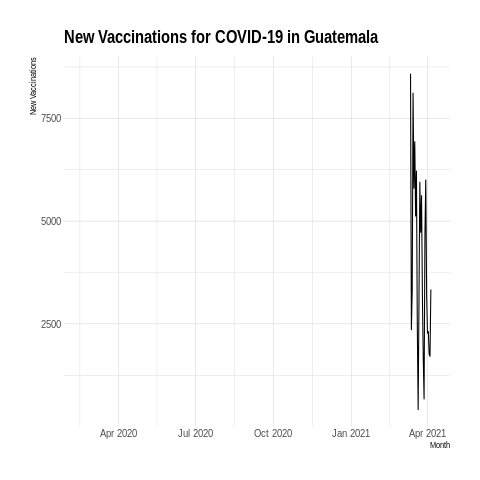 New Vaccinations for COVID-19 in Guatemala
New Vaccinations
7500
5000
2500
Apr 2020 Jul 2020 Oct 2020 Jan 2021 Apr 2021
Month